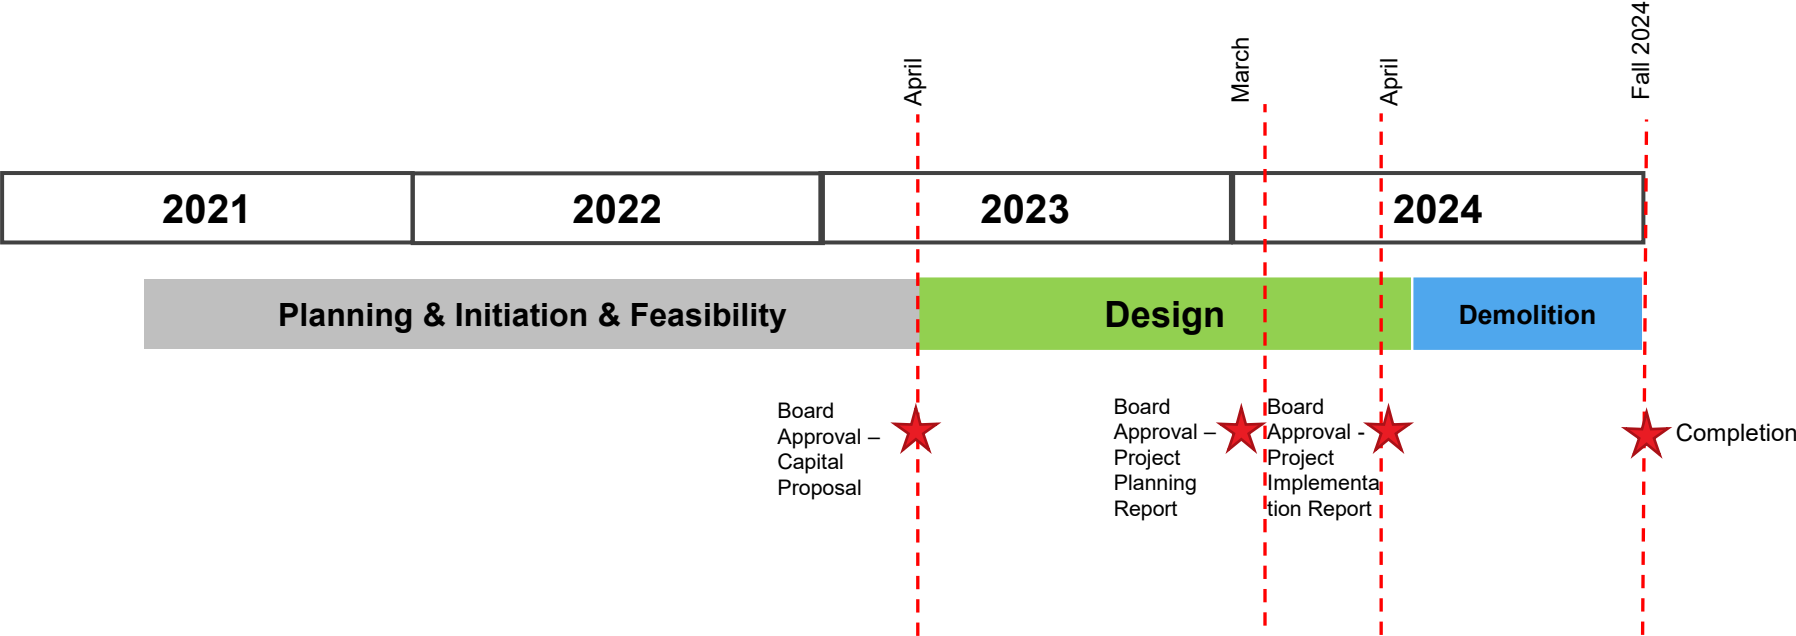 April
March
April
Fall 2024
2021
2022
2023
2024
Planning & Initiation & Feasibility
Design
Demolition
Board
Approval –
Capital
Proposal
Board
Approval –
Project
Planning
Report
Board
Approval -
Project
Implementa
tion Report
Completion